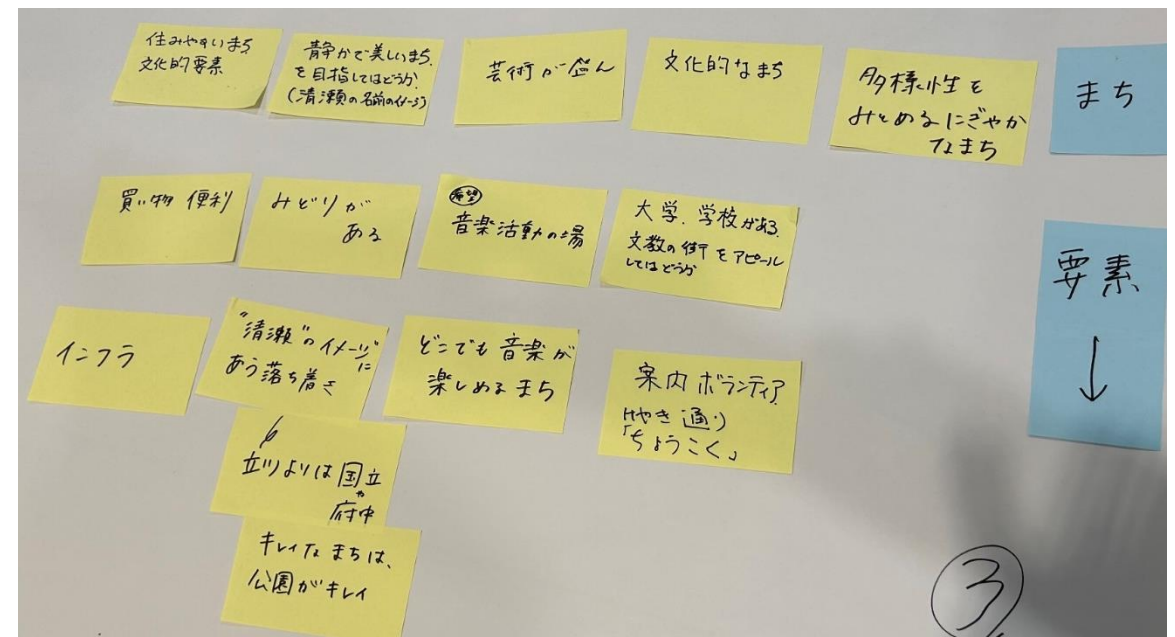 住みやすいまち
文化的要素
静かで美しいまち
を目指してはどうか
(清瀬の名前のイメージ)
芸術が盛ん
文化的なまち
多様性を
みとめるにぎやか
なまち
まち
買い物 便利
みどりが
ある
希望
音楽活動の場
大学、学校がある
文教の街をアピール
してはどうか
要素
↓
インフラ
"清瀬"のイメージに
あう落ち着き
どこでも音楽が
楽しめるまち
案内ボランティア
けやき通り
「ちょうこく」
立川よりは国立
や
府中
キレイなまちは、
公園がキレイ
③